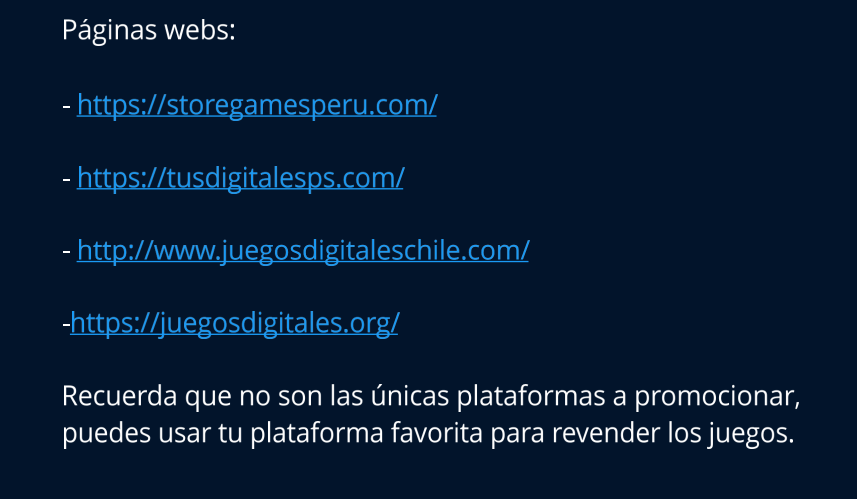 Páginas webs:
- https://storegamesperu.com/
- https://tusdigitalesps.com/
- http://www.juegosdigitaleschile.com/
-https://juegosdigitales.org/
Recuerda que no son las únicas plataformas a promocionar,
puedes usar tu plataforma favorita para revender los juegos.